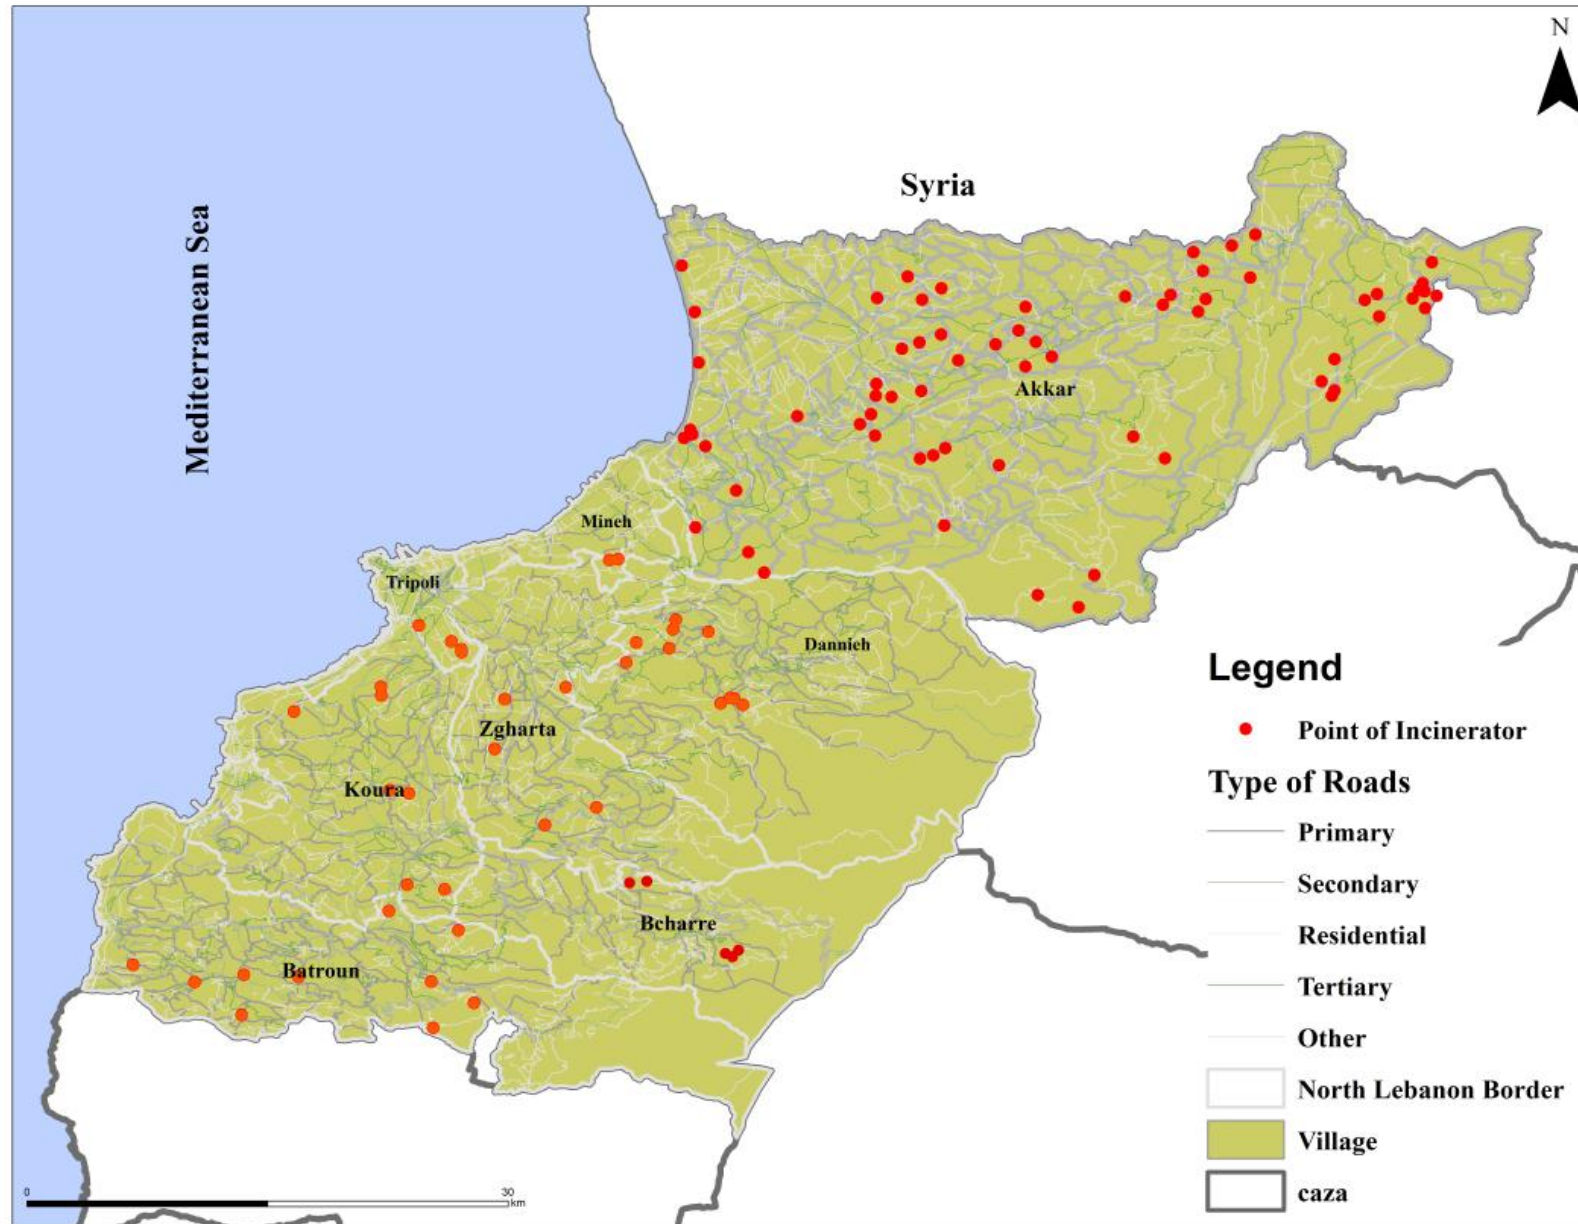 N
Syria
Mediterranean Sea
Akkar
Mineh
Tripoli
Dannieh
Zgharta
Koura
Bcharre
Batroun
Legend
Point of Incinerator
Type of Roads
Primary
Secondary
Residential
Tertiary
Other
North Lebanon Border
Village
caza
0 30
km